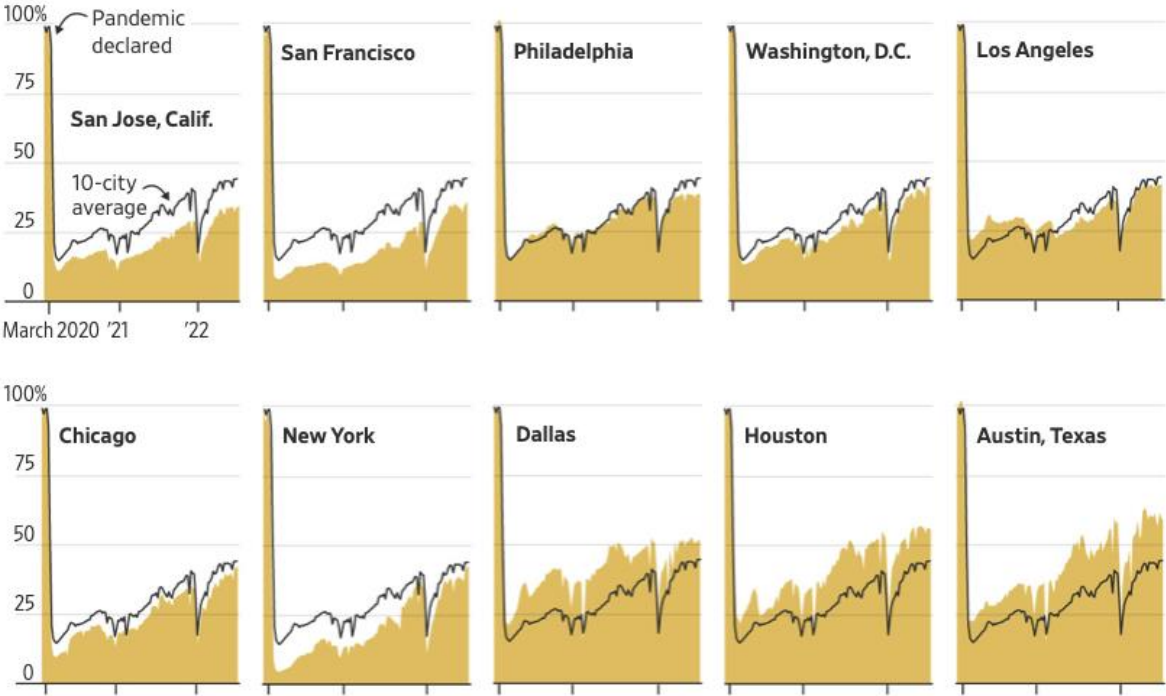 100%
Pandemic
declared
San Francisco
Philadelphia
Washington, D.C.
Los Angeles
75
San Jose, Calif.
50
10-city
average
25
0
March 2020 '21 '22
100%
Chicago
New York
Dallas
Houston
Austin, Texas
75
50
25
0